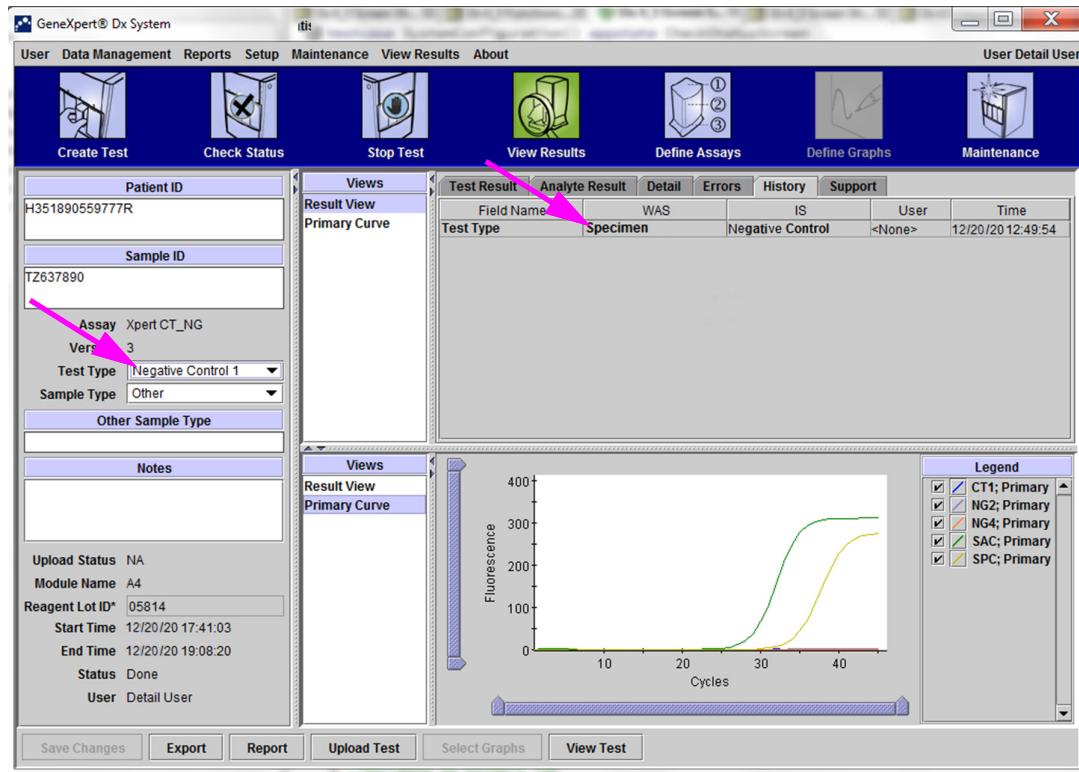 GeneXpert® Dx System
User Data Management Reports Setup Maintenance View Results About User Detail User
Create Test Check Status Stop Test View Results Define Assays Define Graphs Maintenance
Patient ID
H351890559777R
Sample ID
TZ637890
Assay Xpert CT_NG
3
Test Type Negative Control 1
Sample Type Other
Other Sample Type
Notes
Upload Status NA
Module Name A4
Reagent Lot ID* 05814
Start Time 12/20/20 17:41:03
End Time 12/20/20 19:08:20
Status Done
User Detail User
Views
Result View
Primary Curve
Test Result Analyte Result Detail Errors History Support
Field Name WAS IS User Time
Test Type Specimen Negative Control <None> 12/20/20 12:49:54
Views
Result View
Primary Curve
400
300
200
100
0
Fluorescence
10 20 30 40
Cycles
Legend
CT1; Primary
NG2; Primary
NG4; Primary
SAC; Primary
SPC; Primary
Save Changes Export Report Upload Test Select Graphs View Test
① 
② 
③